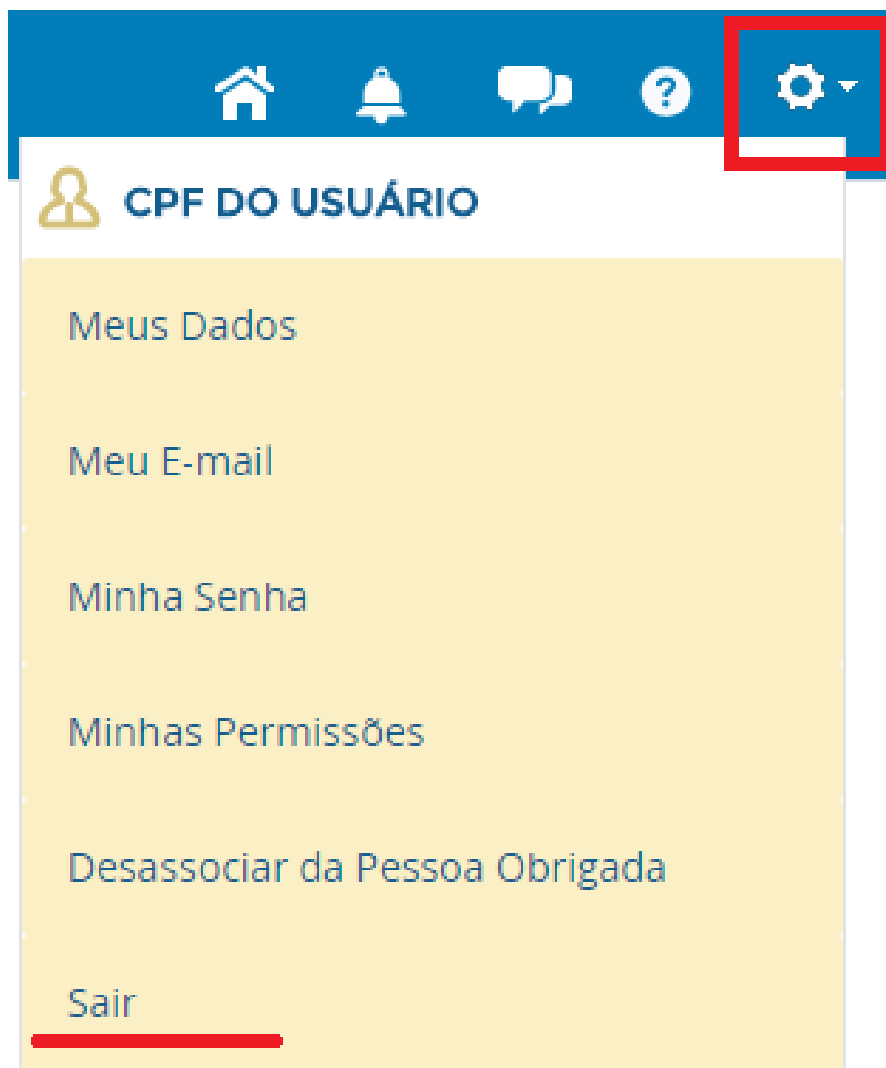 CPF DO USUÁRIO
Meus Dados
Meu E-mail
Minha Senha
Minhas Permissões
Desassociar da Pessoa Obrigada
Sair